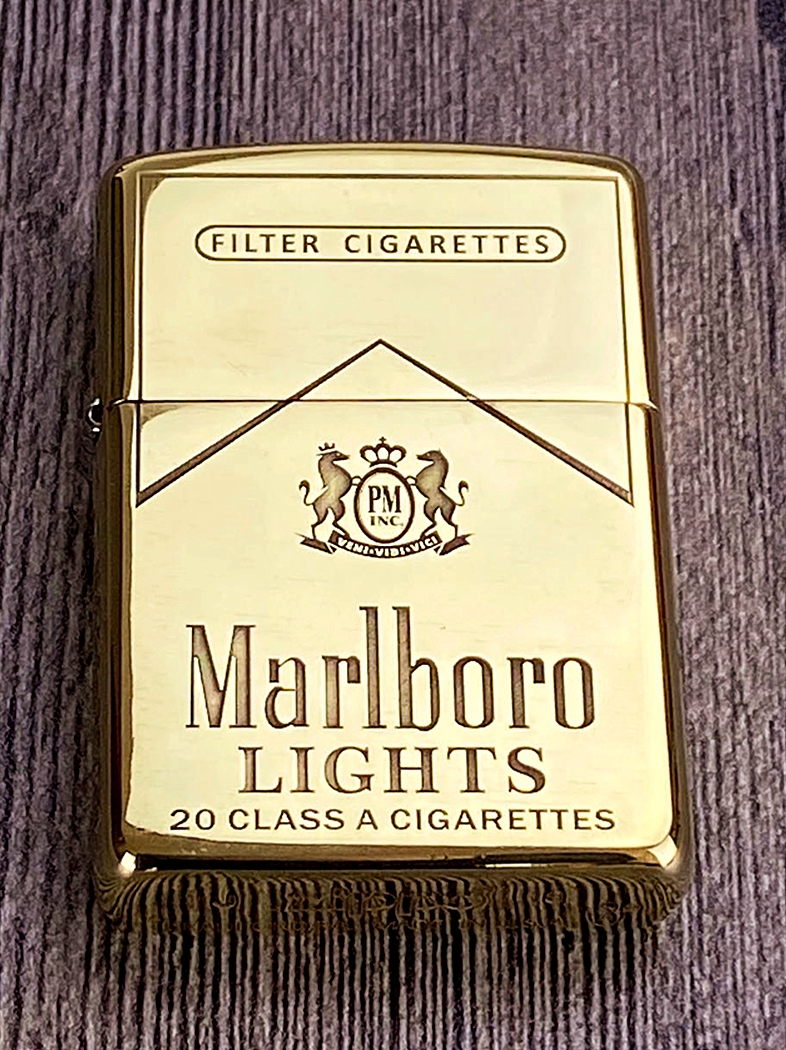 FILTER CIGARETTES
PM
INC.
VENI·VIDI·VICI
Marlboro
LIGHTS
20 CLASS A CIGARETTES